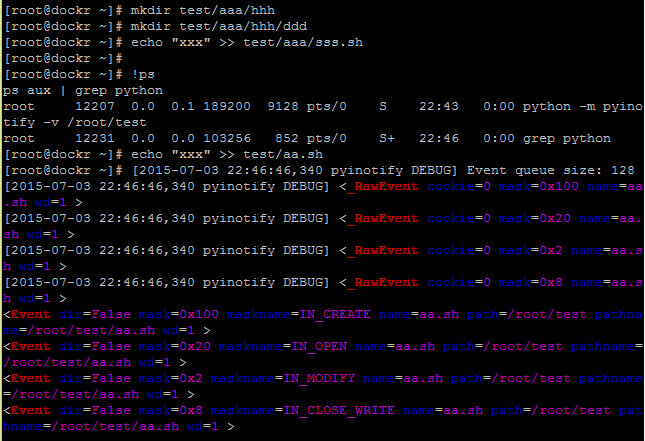 [root@dockr ~]# mkdir test/aaa/hhh
[root@dockr ~]# mkdir test/aaa/hhh/ddd
[root@dockr ~]# echo "xxx" >> test/aaa/sss.sh
[root@dockr ~]#
[root@dockr ~]# !ps
ps aux | grep python
root     12207  0.0  0.1 189200  9128 pts/0    S    22:43   0:00 python -m pyino
tify -v /root/test
root     12231  0.0  0.0 103256   852 pts/0    S+   22:46   0:00 grep python
[root@dockr ~]# echo "xxx" >> test/aa.sh
[root@dockr ~]# [2015-07-03 22:46:46,340 pyinotify DEBUG] Event queue size: 128
[2015-07-03 22:46:46,340 pyinotify DEBUG] <_RawEvent cookie=0 mask=0x100 name=aa
.sh wd=1 >
[2015-07-03 22:46:46,340 pyinotify DEBUG] <_RawEvent cookie=0 mask=0x20 name=aa.
sh wd=1 >
[2015-07-03 22:46:46,340 pyinotify DEBUG] <_RawEvent cookie=0 mask=0x2 name=aa.s
h wd=1 >
[2015-07-03 22:46:46,340 pyinotify DEBUG] <_RawEvent cookie=0 mask=0x8 name=aa.s
h wd=1 >
<Event dir=False mask=0x100 maskname=IN_CREATE name=aa.sh path=/root/test pathna
me=/root/test/aa.sh wd=1 >
<Event dir=False mask=0x20 maskname=IN_OPEN name=aa.sh path=/root/test pathname=
/root/test/aa.sh wd=1 >
<Event dir=False mask=0x2 maskname=IN_MODIFY name=aa.sh path=/root/test pathname
=/root/test/aa.sh wd=1 >
<Event dir=False mask=0x8 maskname=IN_CLOSE_WRITE name=aa.sh path=/root/test pat
hname=/root/test/aa.sh wd=1 >